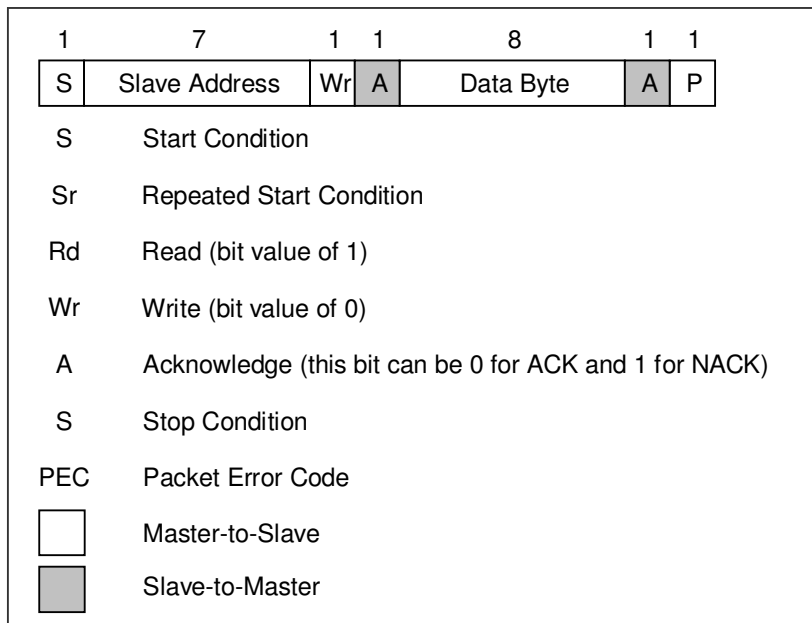 1 7 1 1 8 1 1
S Slave Address Wr A Data Byte A P
S Start Condition
Sr Repeated Start Condition
Rd Read (bit value of 1)
Wr Write (bit value of 0)
A Acknowledge (this bit can be 0 for ACK and 1 for NACK)
S Stop Condition
PEC Packet Error Code
Master-to-Slave
Slave-to-Master